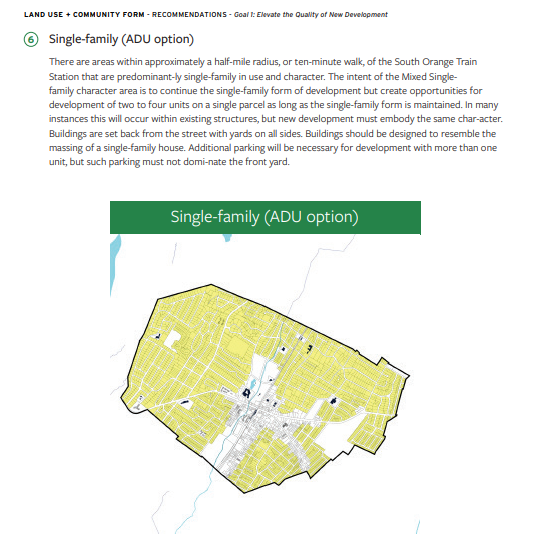 LAND USE + COMMUNITY FORM - RECOMMENDATIONS - Goal 1: Elevate the Quality of New Development
6 Single-family (ADU option)
There are areas within approximately a half-mile radius, or ten-minute walk, of the South Orange Train
Station that are predominant-ly single-family in use and character. The intent of the Mixed Single-
family character area is to continue the single-family form of development but create opportunities for
development of two to four units on a single parcel as long as the single-family form is maintained. In many
instances this will occur within existing structures, but new development must embody the same char-acter.
Buildings are set back from the street with yards on all sides. Buildings should be designed to resemble the
massing of a single-family house. Additional parking will be necessary for development with more than one
unit, but such parking must not domi-nate the front yard.
Single-family (ADU option)